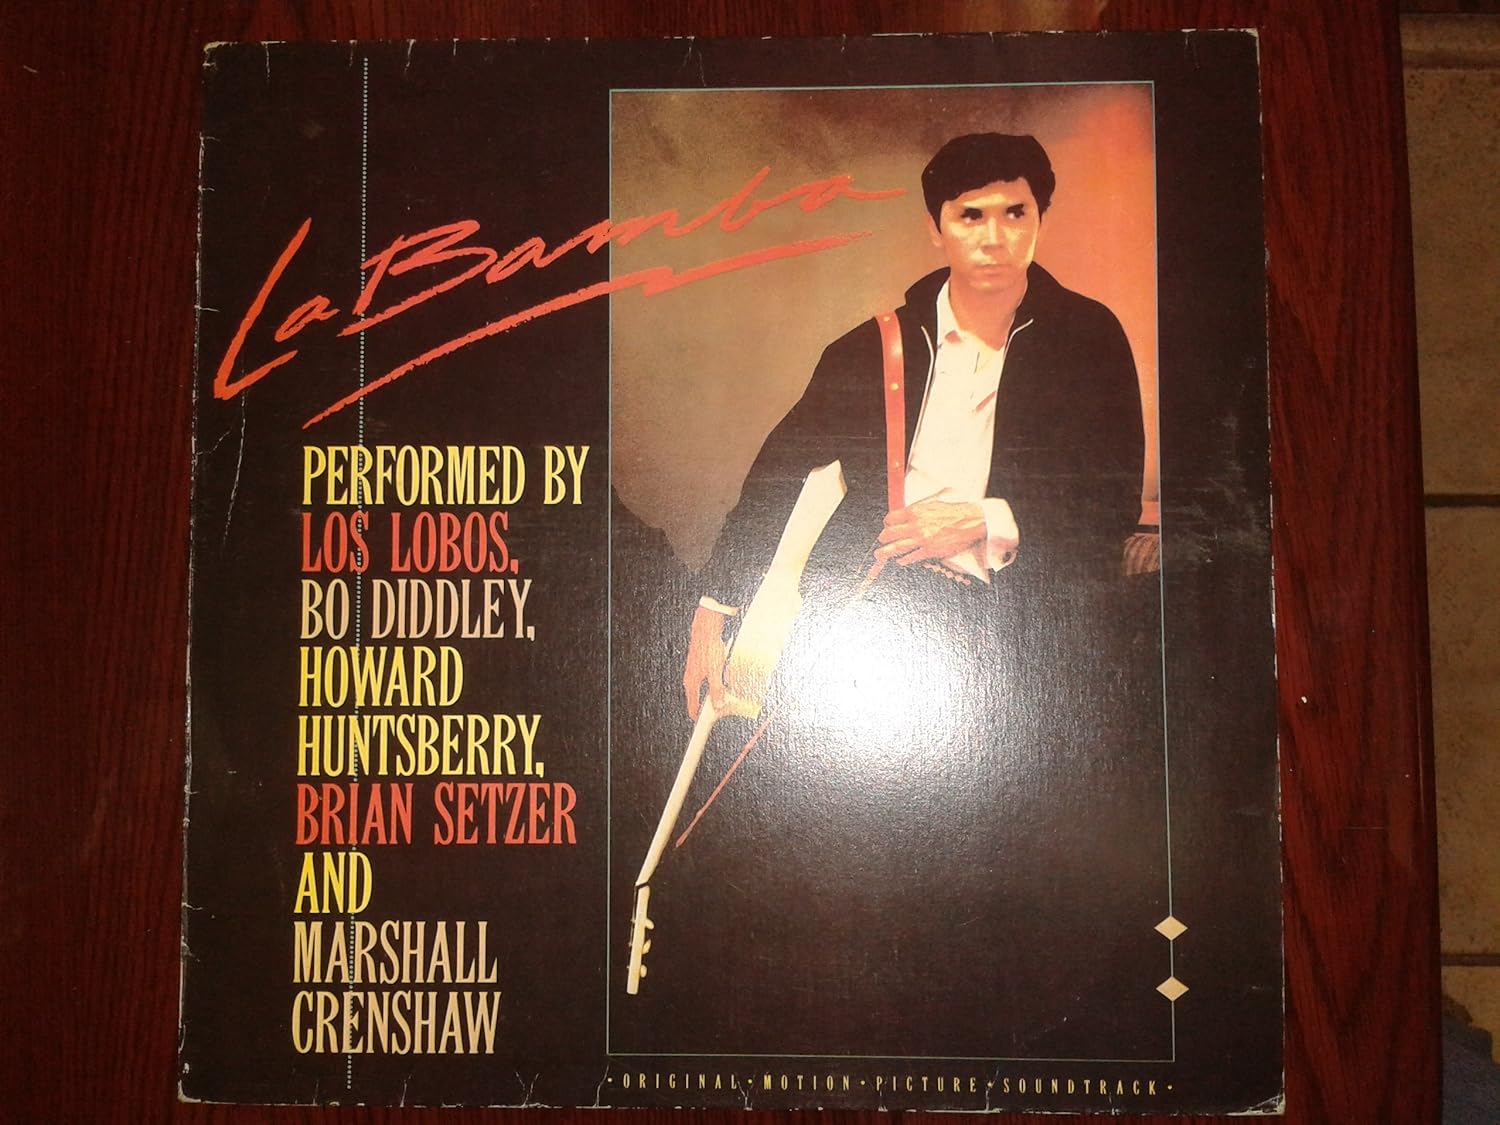 La Bamba
PERFORMED BY
LOS LOBOS,
BO DIDDLEY,
HOWARD
HUNTSBERRY,
BRIAN SETZER
AND
MARSHALL
CRENSHAW
·ORIGINAL·MOTION·PICTURE·SOUNDTRACK·